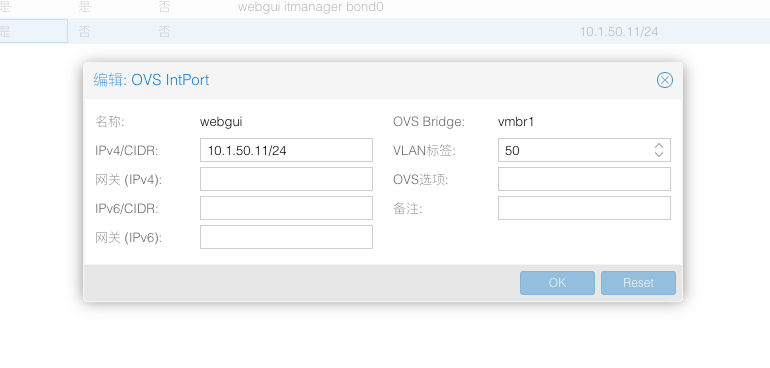 是 是 否 webgui itmanager bond0
是 否 否 10.1.50.11/24
编辑: OVS IntPort
名称: webgui OVS Bridge: vmbr1
IPv4/CIDR: 10.1.50.11/24 VLAN标签: 50
网关 (IPv4): OVS选项:
IPv6/CIDR: 备注:
网关 (IPv6):
OK Reset